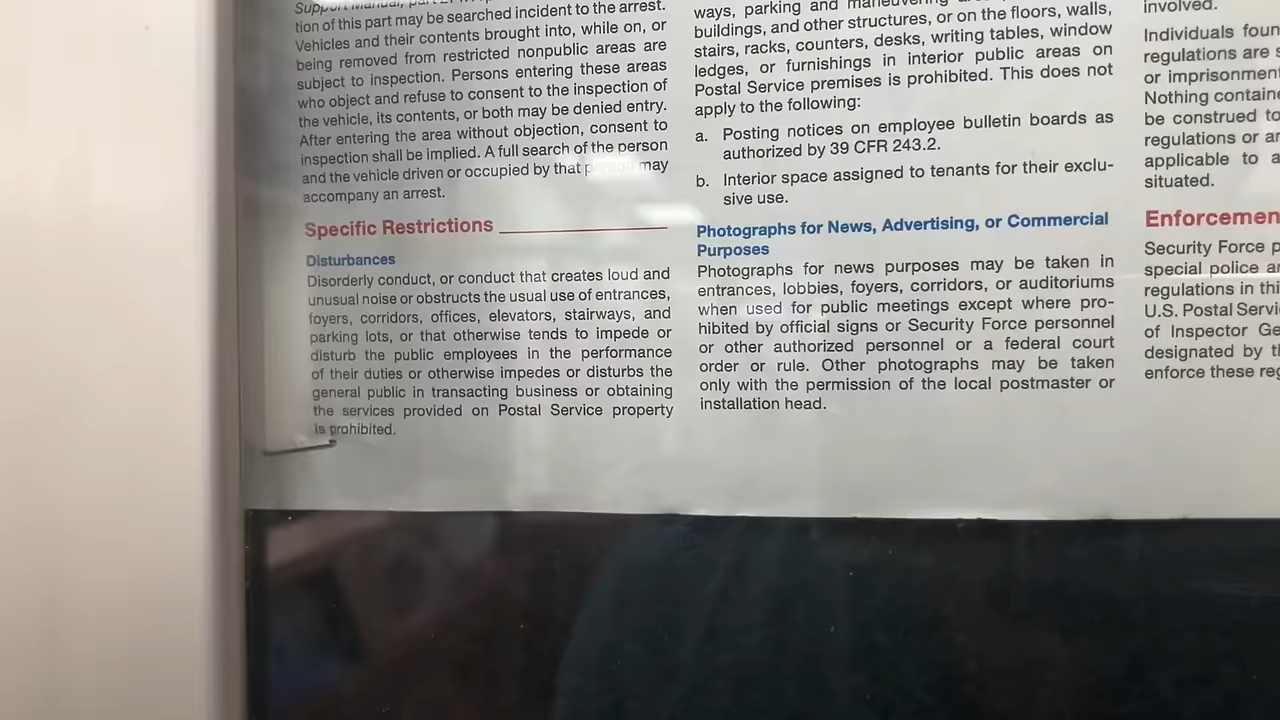 Support Manual, part
tion of this part may be searched incident to the arrest.
Vehicles and their contents brought into, while on, or
being removed from restricted nonpublic areas are
subject to inspection. Persons entering these areas
who object and refuse to consent to the inspection of
the vehicle, its contents, or both may be denied entry.
After entering the area without objection, consent to
inspection shall be implied. A full search of the person
and the vehicle driven or occupied by that person may
accompany an arrest.
Specific Restrictions
Disturbances
Disorderly conduct, or conduct that creates loud and
unusual noise or obstructs the usual use of entrances,
foyers, corridors, offices, elevators, stairways, and
parking lots, or that otherwise tends to impede or
disturb the public employees in the performance
of their duties or otherwise impedes or disturbs the
general public in transacting business or obtaining
the services provided on Postal Service property
is prohibited.
ways, parking and maneuvering
buildings, and other structures, or on the floors, walls,
stairs, racks, counters, desks, writing tables, window
ledges, or furnishings in interior public areas on
Postal Service premises is prohibited. This does not
apply to the following:
a. Posting notices on employee bulletin boards as
authorized by 39 CFR 243.2.
b. Interior space assigned to tenants for their exclu-
sive use.
Photographs for News, Advertising, or Commercial
Purposes
Photographs for news purposes may be taken in
entrances, lobbies, foyers, corridors, or auditoriums
when used for public meetings except where pro-
hibited by official signs or Security Force personnel
or other authorized personnel or a federal court
order or rule. Other photographs may be taken
only with the permission of the local postmaster or
installation head.
involved.
Individuals foun
regulations are s
or imprisonment
Nothing containe
be construed to
regulations or an
applicable to a
situated.
Enforcemen
Security Force p
special police a
regulations in thi
U.S. Postal Servi
of Inspector Ge
designated by t
enforce these reg